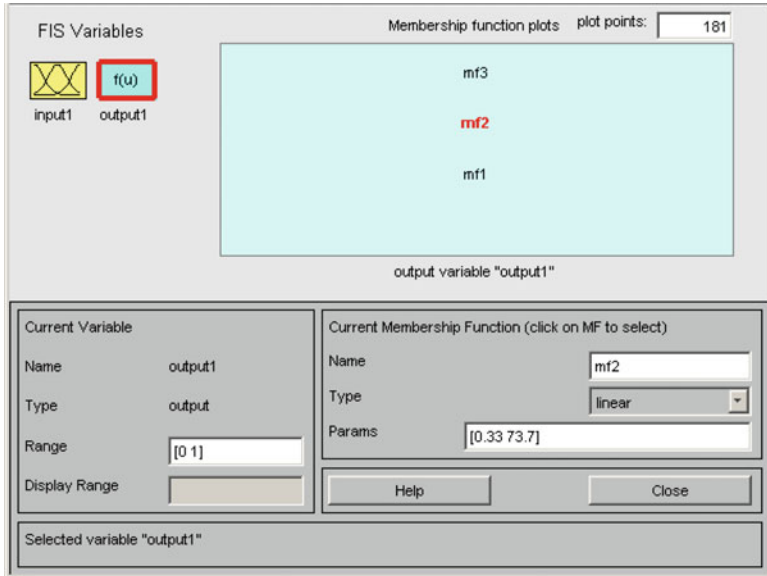 FIS Variables
Membership function plots plot points: 181
f(u)
input1 output1
mf3
mf2
mf1
output variable "output1"
Current Variable
Name output1
Type output
Range [0 1]
Display Range
Current Membership Function (click on MF to select)
Name mf2
Type linear
Params [0.33 73.7]
Help Close
Selected variable "output1"